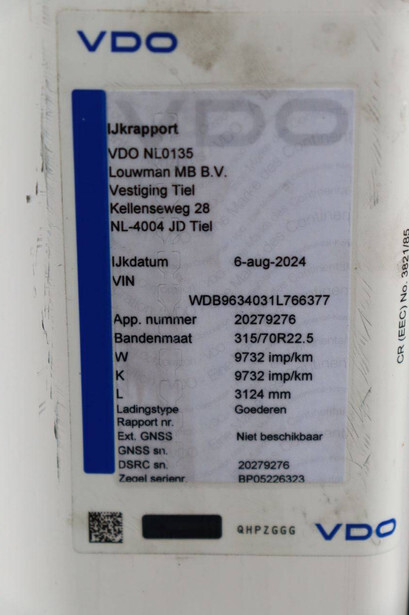 VDO
IJkrapport
VDO NL0135
Louwman MB B.V.
Vestiging Tiel
Kellenseweg 28
NL-4004 JD Tiel
IJkdatum 6-aug-2024
VIN
WDB9634031L766377
App. nummer 20279276
Bandenmaat 315/70R22.5
W 9732 imp/km
K 9732 imp/km
L 3124 mm
Ladingstype Goederen
Rapport nr.
Ext. GNSS Niet beschikbaar
GNSS sn.
DSRC sn. 20279276
Zegel serienr. BP05226323
QHPZGGG VDO
CR (EEC) No. 3821/85